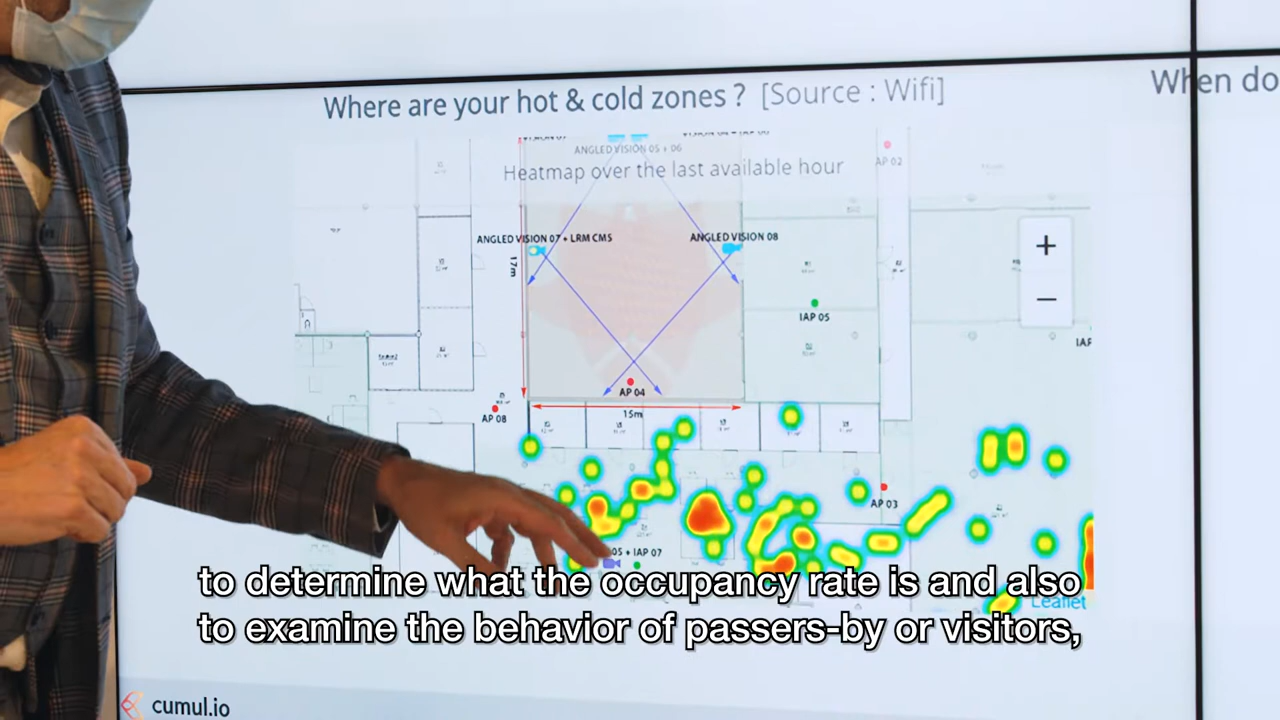 Where are your hot & cold zones ? [Source : Wifi]
When do
ANGLED VISION 05 + 06
AP 02
Heatmap over the last available hour
ANGLED VISION 07 + LRM CMS
ANGLED VISION 08
+
17m
−
IAP 05
AP 04
AP 08
15m
AP 03
05 + IAP 07
to determine what the occupancy rate is and also
Leaflet
to examine the behavior of passers-by or visitors,
cumul.io